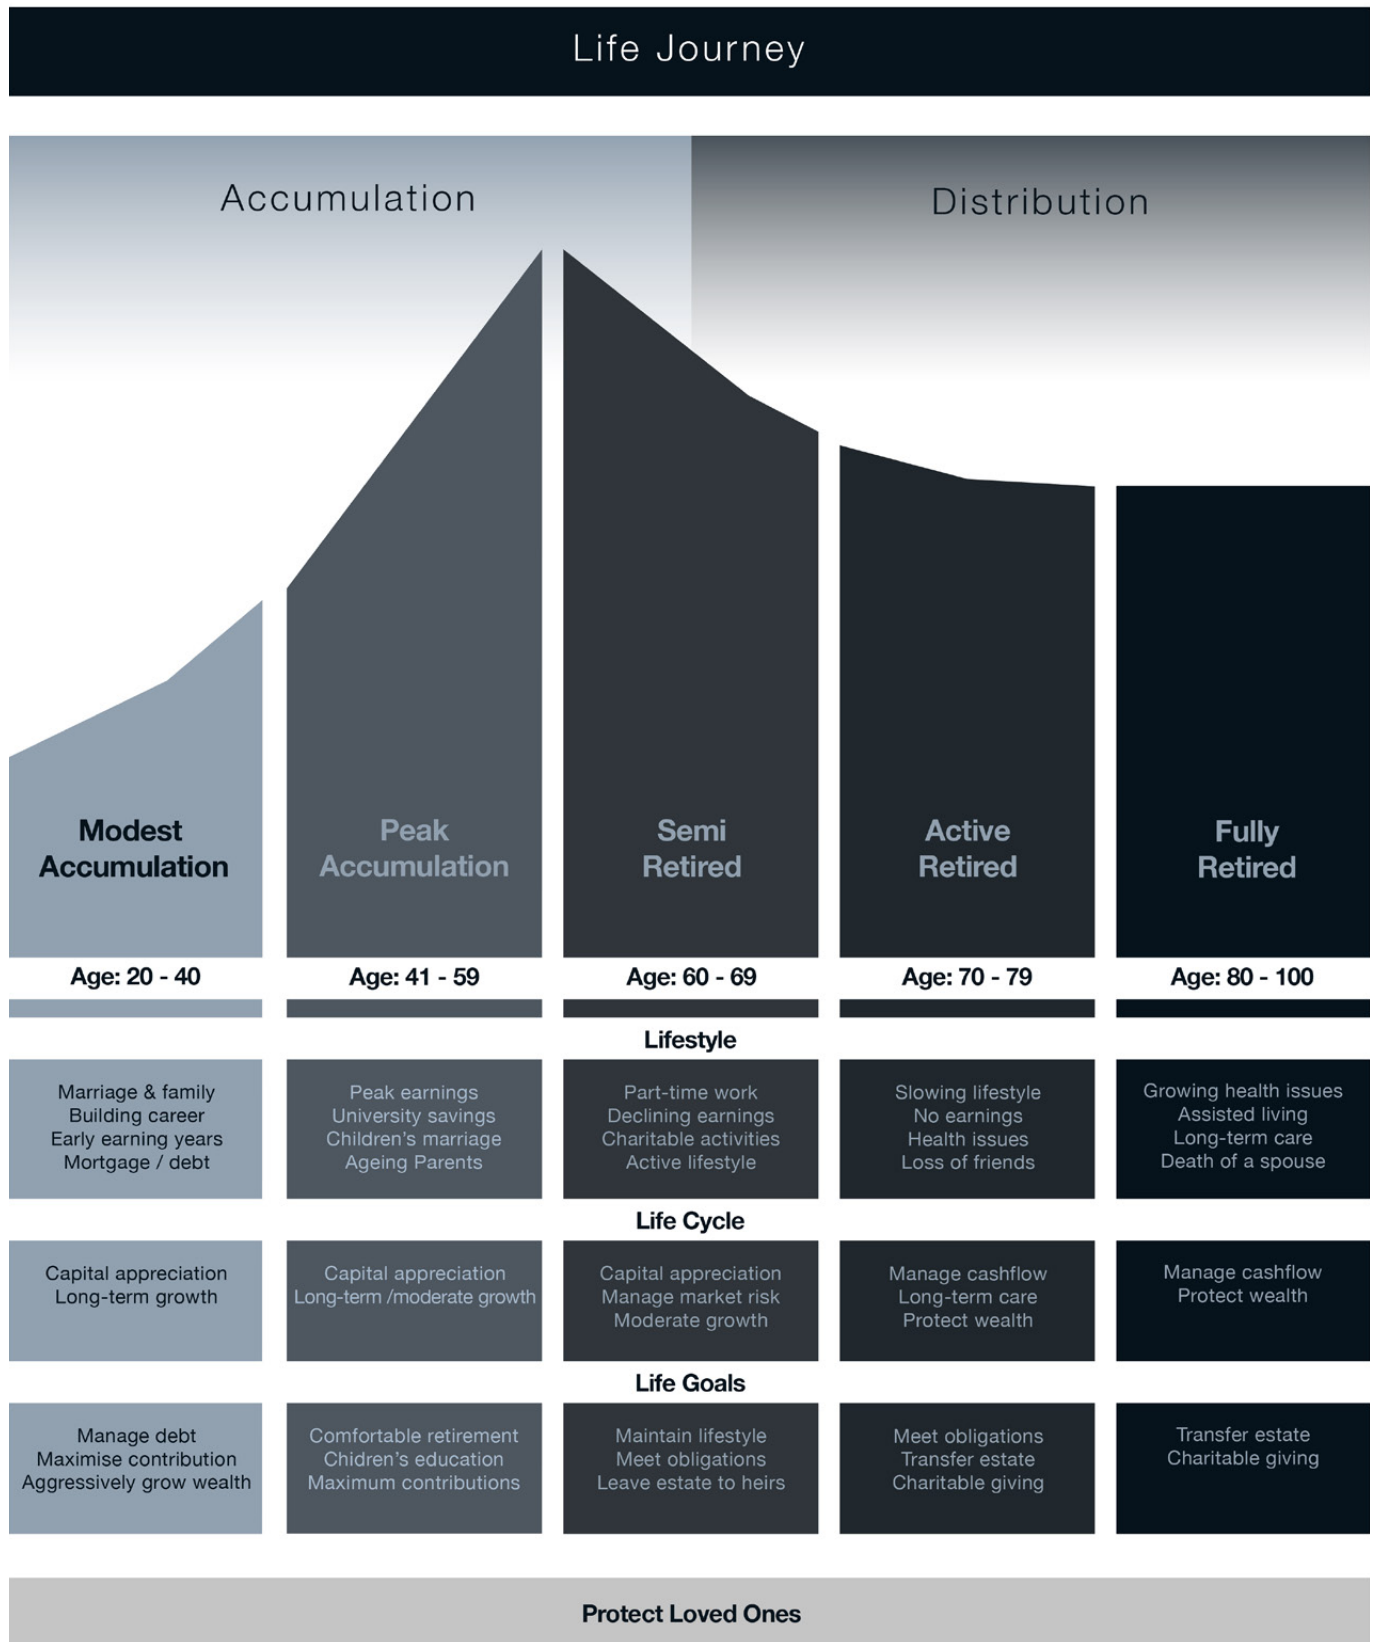 Life Journey
Accumulation
Distribution
Modest
Accumulation
Peak
Accumulation
Semi
Retired
Active
Retired
Fully
Retired
Age: 20 - 40
Age: 41 - 59
Age: 60 - 69
Age: 70 - 79
Age: 80 - 100
Lifestyle
Marriage & family
Building career
Early earning years
Mortgage / debt
Peak earnings
University savings
Children's marriage
Ageing Parents
Part-time work
Declining earnings
Charitable activities
Active lifestyle
Slowing lifestyle
No earnings
Health issues
Loss of friends
Growing health issues
Assisted living
Long-term care
Death of a spouse
Life Cycle
Capital appreciation
Long-term growth
Capital appreciation
Long-term /moderate growth
Capital appreciation
Manage market risk
Moderate growth
Manage cashflow
Long-term care
Protect wealth
Manage cashflow
Protect wealth
Life Goals
Manage debt
Maximise contribution
Aggressively grow wealth
Comfortable retirement
Chidren's education
Maximum contributions
Maintain lifestyle
Meet obligations
Leave estate to heirs
Meet obligations
Transfer estate
Charitable giving
Transfer estate
Charitable giving
Protect Loved Ones